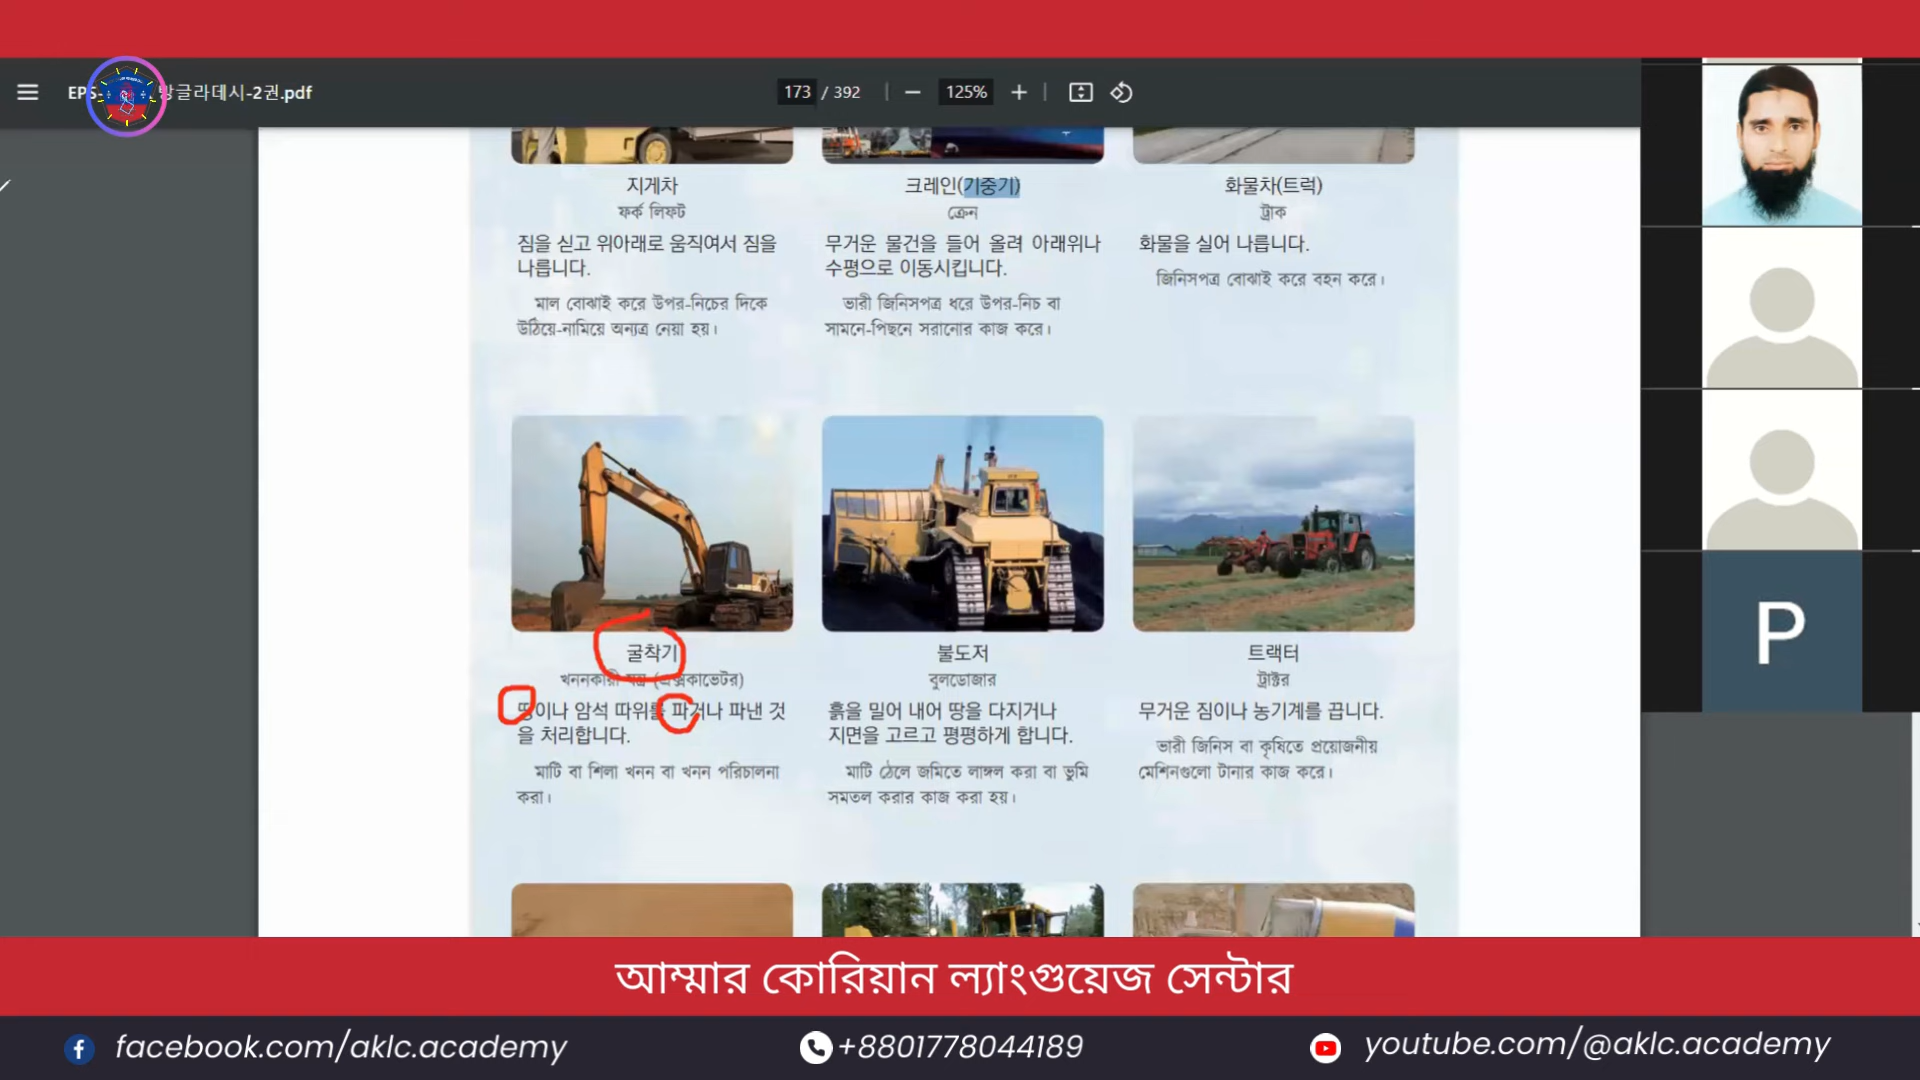 EPS- 방글라데시-2권.pdf
173 / 392
125%
지게차
ফর্ক লিফট
짐을 싣고 위아래로 움직여서 짐을
나릅니다.
মাল বোঝাই করে উপর-নিচের দিকে
উঠিয়ে-নামিয়ে অন্যত্র নেয়া হয়।
크레인(기중기)
ক্রেন
무거운 물건을 들어 올려 아래위나
수평으로 이동시킵니다.
ভারী জিনিসপত্র ধরে উপর-নিচ বা
সামনে-পিছনে সরানোর কাজ করে।
화물차(트럭)
ট্রাক
화물을 실어 나릅니다.
জিনিসপত্র বোঝাই করে বহন করে।
굴착기
খননকারী যন্ত্র (এক্সকাভেটর)
땅이나 암석 따위를 파거나 파낸 것
을 처리합니다.
মাটি বা শিলা খনন বা খনন পরিচালনা
করা।
불도저
বুলডোজার
흙을 밀어 내어 땅을 다지거나
지면을 고르고 평평하게 합니다.
মাটি ঠেলে জমিতে লাঙ্গল করা বা ভুমি
সমতল করার কাজ করা হয়।
트랙터
ট্রাক্টর
무거운 짐이나 농기계를 끕니다.
ভারী জিনিস বা কৃষিতে প্রয়োজনীয়
মেশিনগুলো টানার কাজ করে।
P
আম্মার কোরিয়ান ল্যাংগুয়েজ সেন্টার
facebook.com/aklc.academy
+8801778044189
youtube.com/@aklc.academy